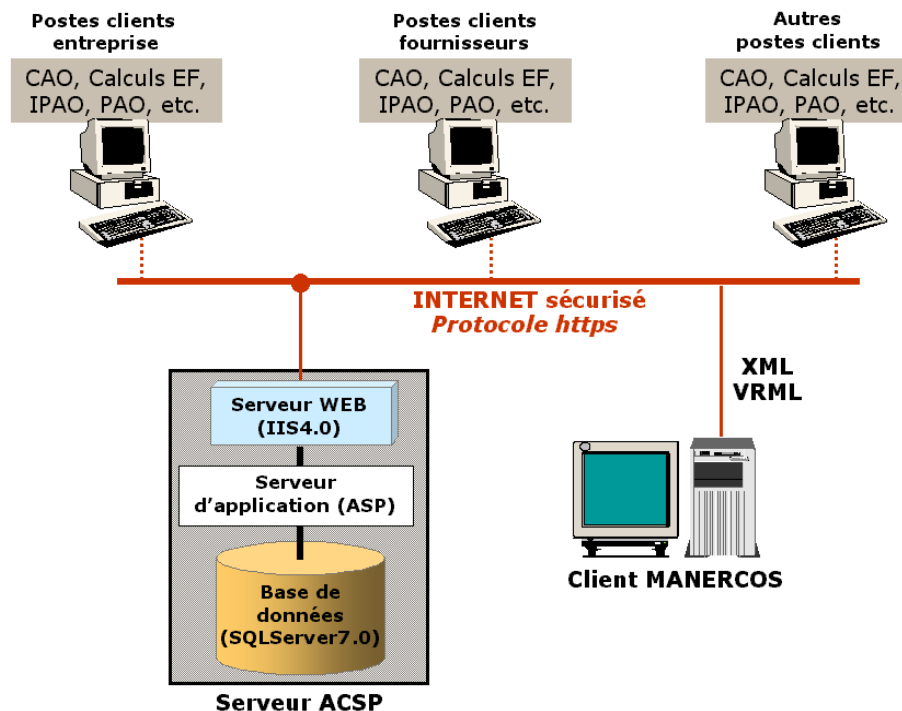 Postes clients
entreprise
CAO, Calculs EF,
IPAO, PAO, etc.
Postes clients
fournisseurs
CAO, Calculs EF,
IPAO, PAO, etc.
Autres
postes clients
CAO, Calculs EF,
IPAO, PAO, etc.
INTERNET sécurisé
Protocole https
XML
VRML
Serveur WEB
(IIS4.0)
Serveur
d'application (ASP)
Base de
données
(SQLServer7.0)
Serveur ACSP
Client MANERCOS